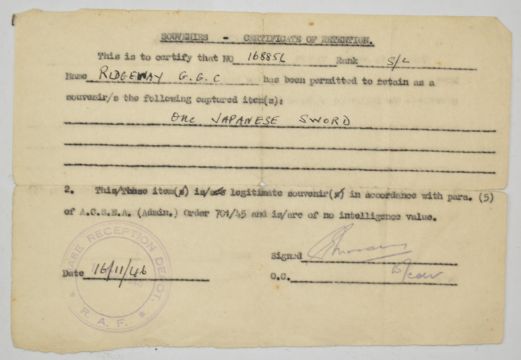 SOUVENIRS - CERTIFICATE OF RETENTION.
This is to certify that NO 168851 Rank S/L
Name RIDGEWAY G.G.C has been permitted to retain as a
souvenir/s the following captured item(s):
ONE JAPANESE SWORD
2. This/These item(s) is/are legitimate souvenir(s) in accordance with para. (5)
of A.C.S.E.A. (Admin.) Order 701/45 and is/are of no intelligence value.
Signed
Date 16/11/46
O.C.
RECEPTION DEPOT.
* R.A.F. *